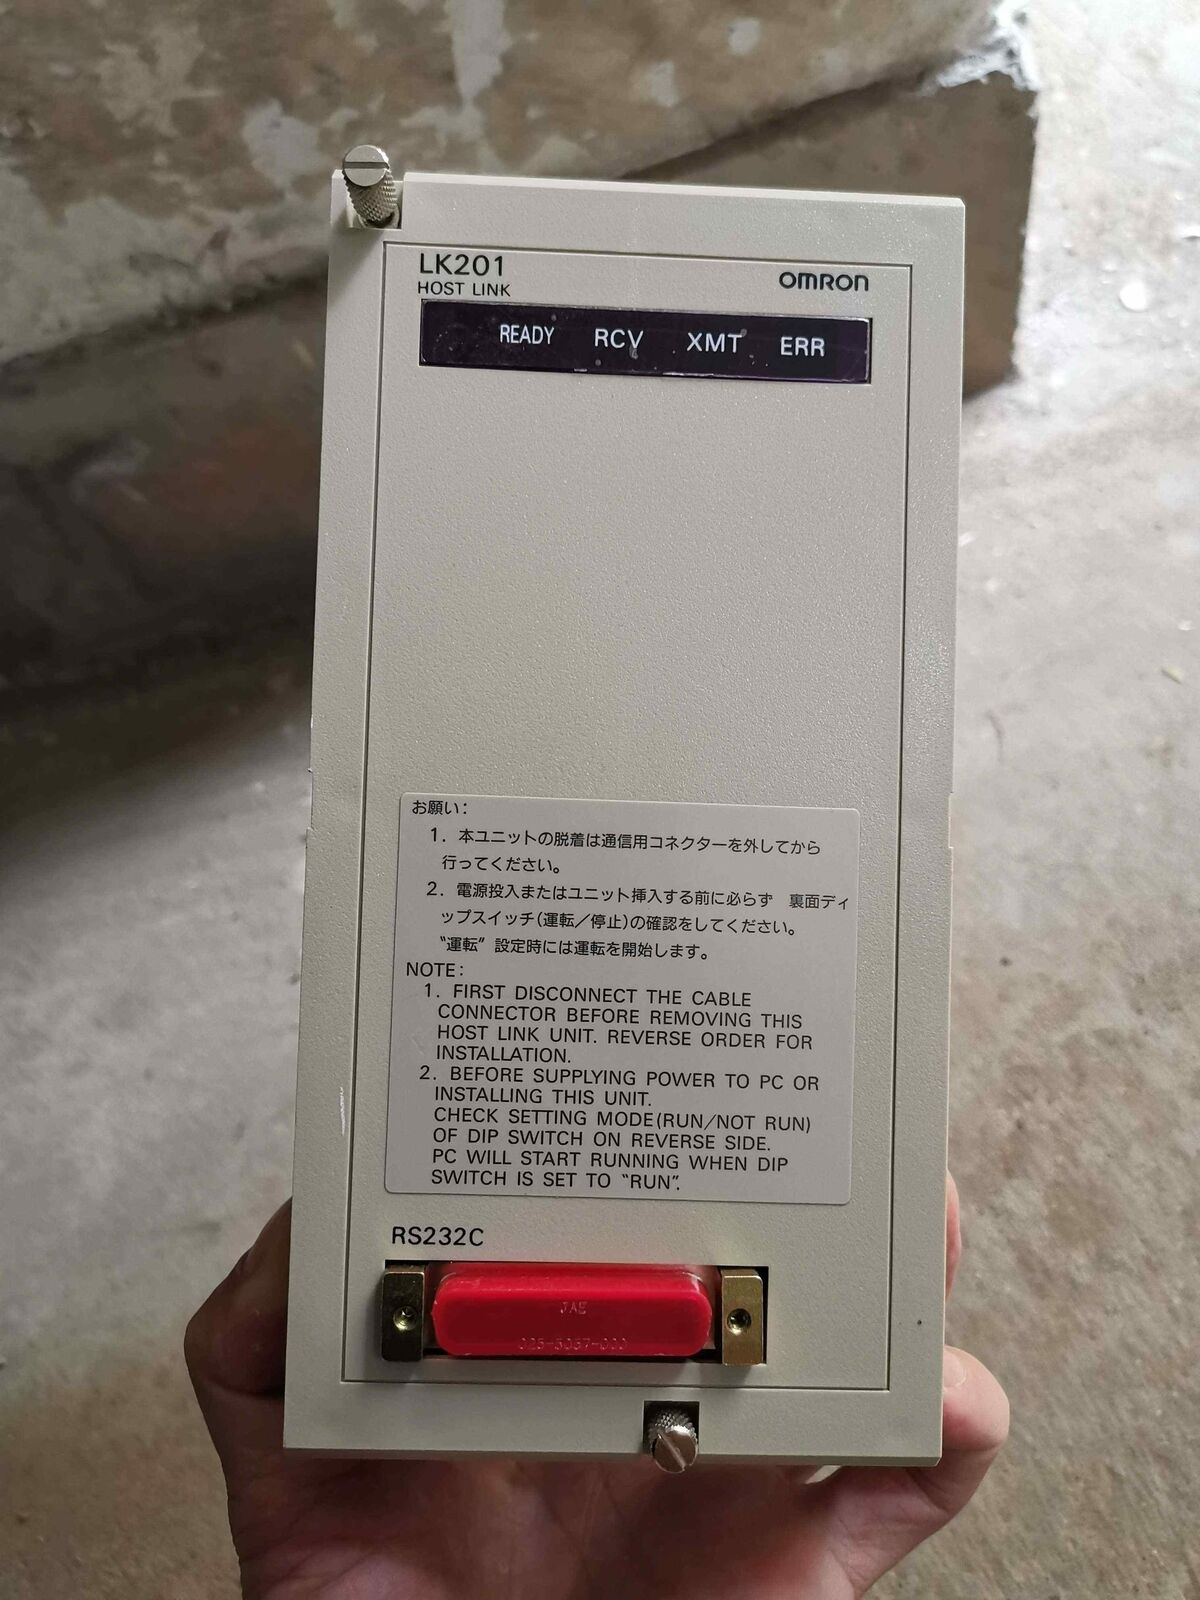 LK201
HOST LINK
OMRON
READY RCV XMT ERR
お願い:
1. 本ユニットの脱着は通信用コネクターを外してから
行ってください。
2. 電源投入またはユニット挿入する前に必らず 裏面ディ
ップスイッチ(運転/停止)の確認をしてください。
“運転” 設定時には運転を開始します。
NOTE:
1. FIRST DISCONNECT THE CABLE
CONNECTOR BEFORE REMOVING THIS
HOST LINK UNIT. REVERSE ORDER FOR
INSTALLATION.
2. BEFORE SUPPLYING POWER TO PC OR
INSTALLING THIS UNIT.
CHECK SETTING MODE(RUN/NOT RUN)
OF DIP SWITCH ON REVERSE SIDE.
PC WILL START RUNNING WHEN DIP
SWITCH IS SET TO “RUN”.
RS232C
JAE